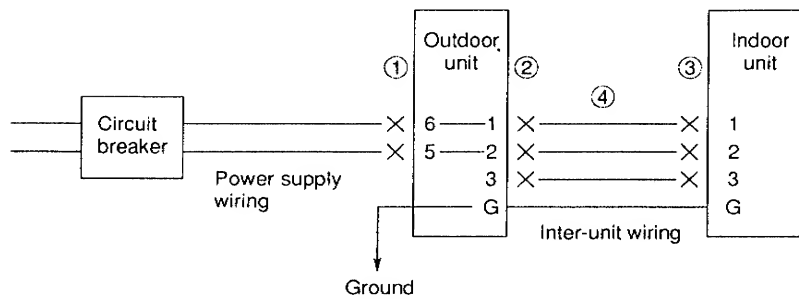 Outdoor
unit
Indoor
unit
① ② ③
④
Circuit
breaker
6 1 1
5 2 2
3 3
G G
Power supply
wiring
Inter-unit wiring
Ground